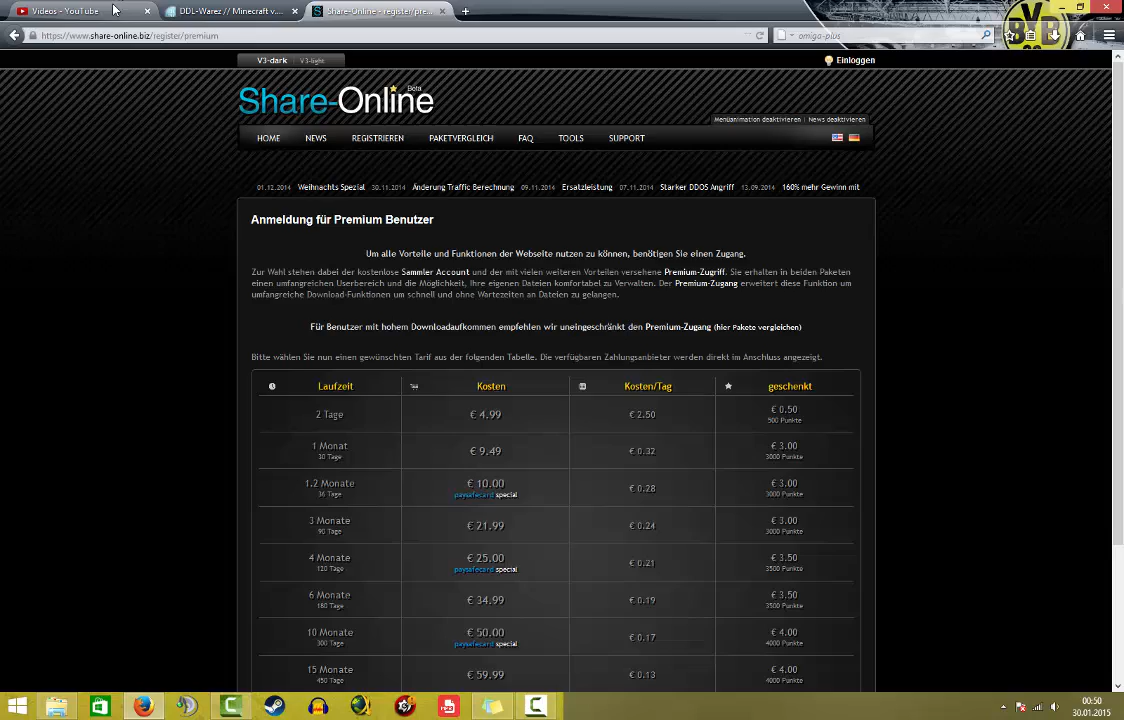 Videos - YouTube
DDL-Warez // Minecraft v....
Share-Online - register/pre...
https://www.share-online.biz/register/premium
omiga-plus
V3-dark | V3-light
Einloggen
Share-Online
Beta
Menüanimation deaktivieren | News deaktivieren
HOME NEWS REGISTRIEREN PAKETVERGLEICH FAQ TOOLS SUPPORT
01.12.2014 Weihnachts Spezial 30.11.2014 Änderung Traffic Berechnung 09.11.2014 Ersatzleistung 07.11.2014 Starker DDOS Angriff 13.09.2014 160% mehr Gewinn mit
Anmeldung für Premium Benutzer
Um alle Vorteile und Funktionen der Webseite nutzen zu können, benötigen Sie einen Zugang.
Zur Wahl stehen dabei der kostenlose Sammler Account und der mit vielen weiteren Vorteilen versehene Premium-Zugriff. Sie erhalten in beiden Paketen
einen umfangreichen Userbereich und die Möglichkeit, Ihre eigenen Dateien komfortabel zu Verwalten. Der Premium-Zugang erweitert diese Funktion um
umfangreiche Download-Funktionen um schnell und ohne Wartezeiten an Dateien zu gelangen.
Für Benutzer mit hohem Downloadaufkommen empfehlen wir uneingeschränkt den Premium-Zugang (hier Pakete vergleichen)
Bitte wählen Sie nun einen gewünschten Tarif aus der folgenden Tabelle. Die verfügbaren Zahlungsanbieter werden direkt im Anschluss angezeigt.
Laufzeit Kosten Kosten/Tag geschenkt
2 Tage € 4.99 € 2.50 € 0.50
500 Punkte
1 Monat € 9.49 € 0.32 € 3.00
30 Tage 3000 Punkte
1.2 Monate € 10.00 € 0.28 € 3.00
36 Tage paysafecard special 3000 Punkte
3 Monate € 21.99 € 0.24 € 3.00
90 Tage 3000 Punkte
4 Monate € 25.00 € 0.21 € 3.50
120 Tage paysafecard special 3500 Punkte
6 Monate € 34.99 € 0.19 € 3.50
180 Tage 3500 Punkte
10 Monate € 50.00 € 0.17 € 4.00
300 Tage paysafecard special 4000 Punkte
15 Monate € 59.99 € 0.13 € 4.00
450 Tage 4000 Punkte
00:50
30.01.2015